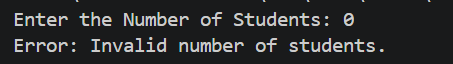 Enter the Number of Students: 0
Error: Invalid number of students.